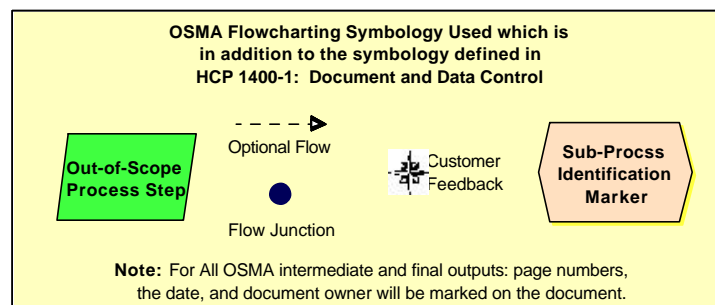 OSMA Flowcharting Symbology Used which is
in addition to the symbology defined in
HCP 1400-1: Document and Data Control
Out-of-Scope
Process Step
Optional Flow
Flow Junction
Customer
Feedback
Sub-Procss
Identification
Marker
Note: For All OSMA intermediate and final outputs: page numbers,
the date, and document owner will be marked on the document.